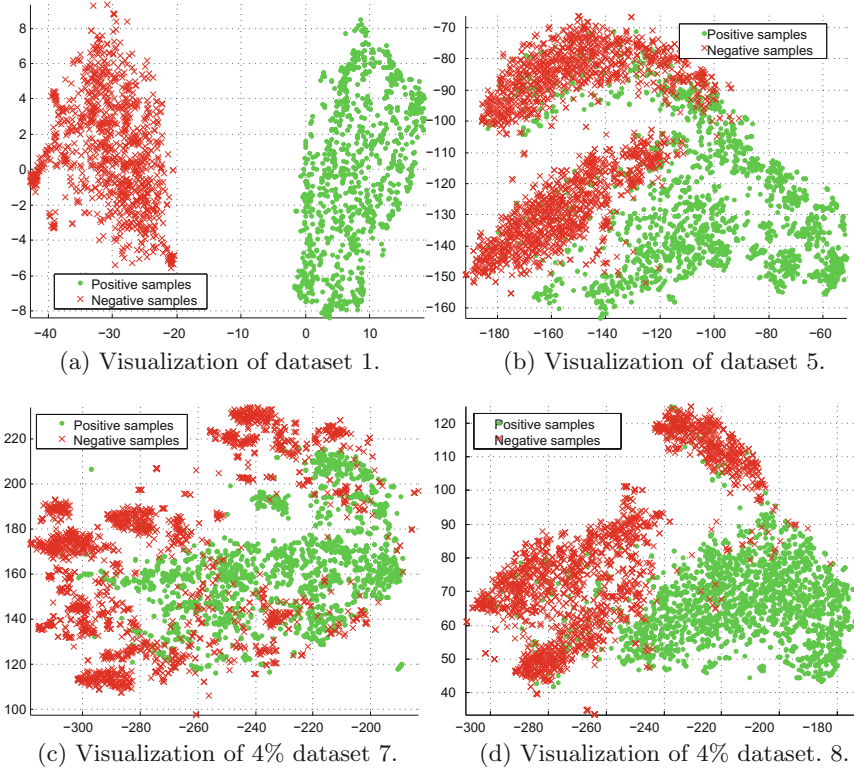 8
6
4
2
0
−2
−4
−6
−8
Positive samples
Negative samples
−40 −30 −20 −10 0 10
(a) Visualization of dataset 1.
−70
−80
−90
−100
−110
−120
−130
−140
−150
−160
Positive samples
Negative samples
−180 −160 −140 −120 −100 −80 −60
(b) Visualization of dataset 5.
220
200
180
160
140
120
100
Positive samples
Negative samples
−300 −280 −260 −240 −220 −200
(c) Visualization of 4% dataset 7.
120
110
100
90
80
70
60
50
40
Positive samples
Negative samples
−300 −280 −260 −240 −220 −200 −180 −160
(d) Visualization of 4% dataset. 8.